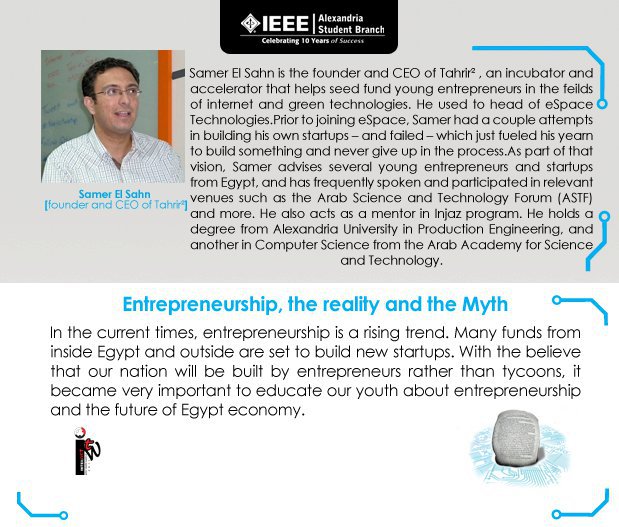 IEEE
Alexandria
Student Branch
Celebrating 10 Years of Success
Samer El Sahn is the founder and CEO of Tahrir² , an incubator and
accelerator that helps seed fund young entrepreneurs in the feilds
of internet and green technologies. He used to head of eSpace
Technologies.Prior to joining eSpace, Samer had a couple attempts
in building his own startups – and failed – which just fueled his yearn
to build something and never give up in the process.As part of that
vision, Samer advises several young entrepreneurs and startups
from Egypt, and has frequently spoken and participated in relevant
venues such as the Arab Science and Technology Forum (ASTF)
and more. He also acts as a mentor in Injaz program. He holds a
degree from Alexandria University in Production Engineering, and
another in Computer Science from the Arab Academy for Science
and Technology.
Samer El Sahn
[founder and CEO of Tahrir²]
Entrepreneurship, the reality and the Myth
In the current times, entrepreneurship is a rising trend. Many funds from
inside Egypt and outside are set to build new startups. With the believe
that our nation will be built by entrepreneurs rather than tycoons, it
became very important to educate our youth about entrepreneurship
and the future of Egypt economy.